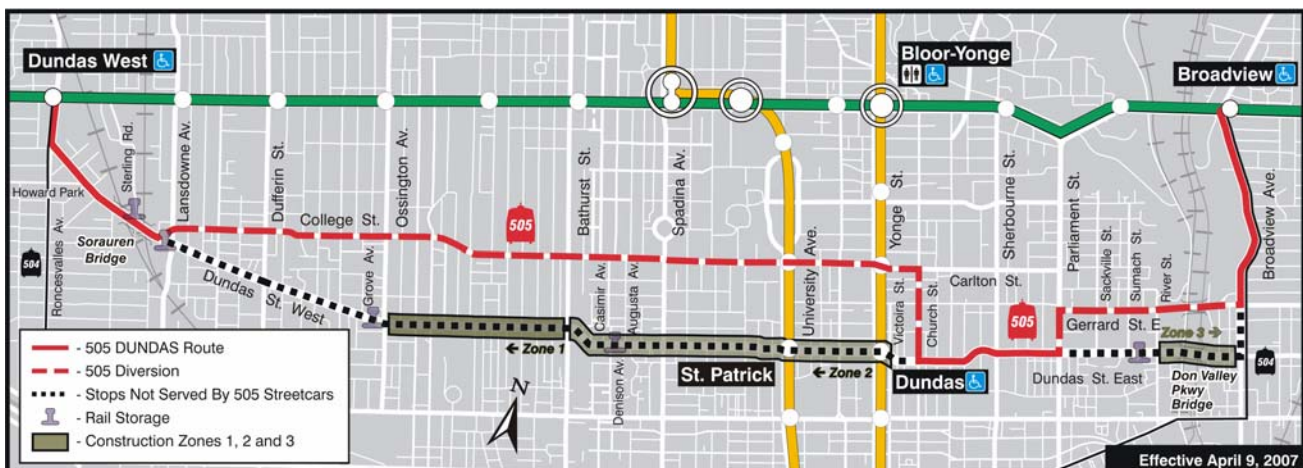 Dundas West
Bloor-Yonge
Broadview
Sterling Rd.
Lansdowne Av.
Dufferin St.
Ossington Av.
Bathurst St.
Spadina Av.
University Ave.
Yonge St.
Sherbourne St.
Parliament St.
Sackville St.
Sumach St.
River St.
Broadview Ave.
Howard Park
College St.
505
Sorauren
Bridge
504
Roncesvalles Av.
Dundas St. West
Grove Av.
Casimir Av.
Augusta Av.
Denison Av.
Victoira St.
Church St.
Carlton St.
505
Gerrard St. E
Zone 3 →
← Zone 1
St. Patrick
← Zone 2
Dundas
Dundas St. East
Don Valley
Pkwy
Bridge
504
N
- 505 DUNDAS Route
- 505 Diversion
- Stops Not Served By 505 Streetcars
- Rail Storage
- Construction Zones 1, 2 and 3
Effective April 9, 2007